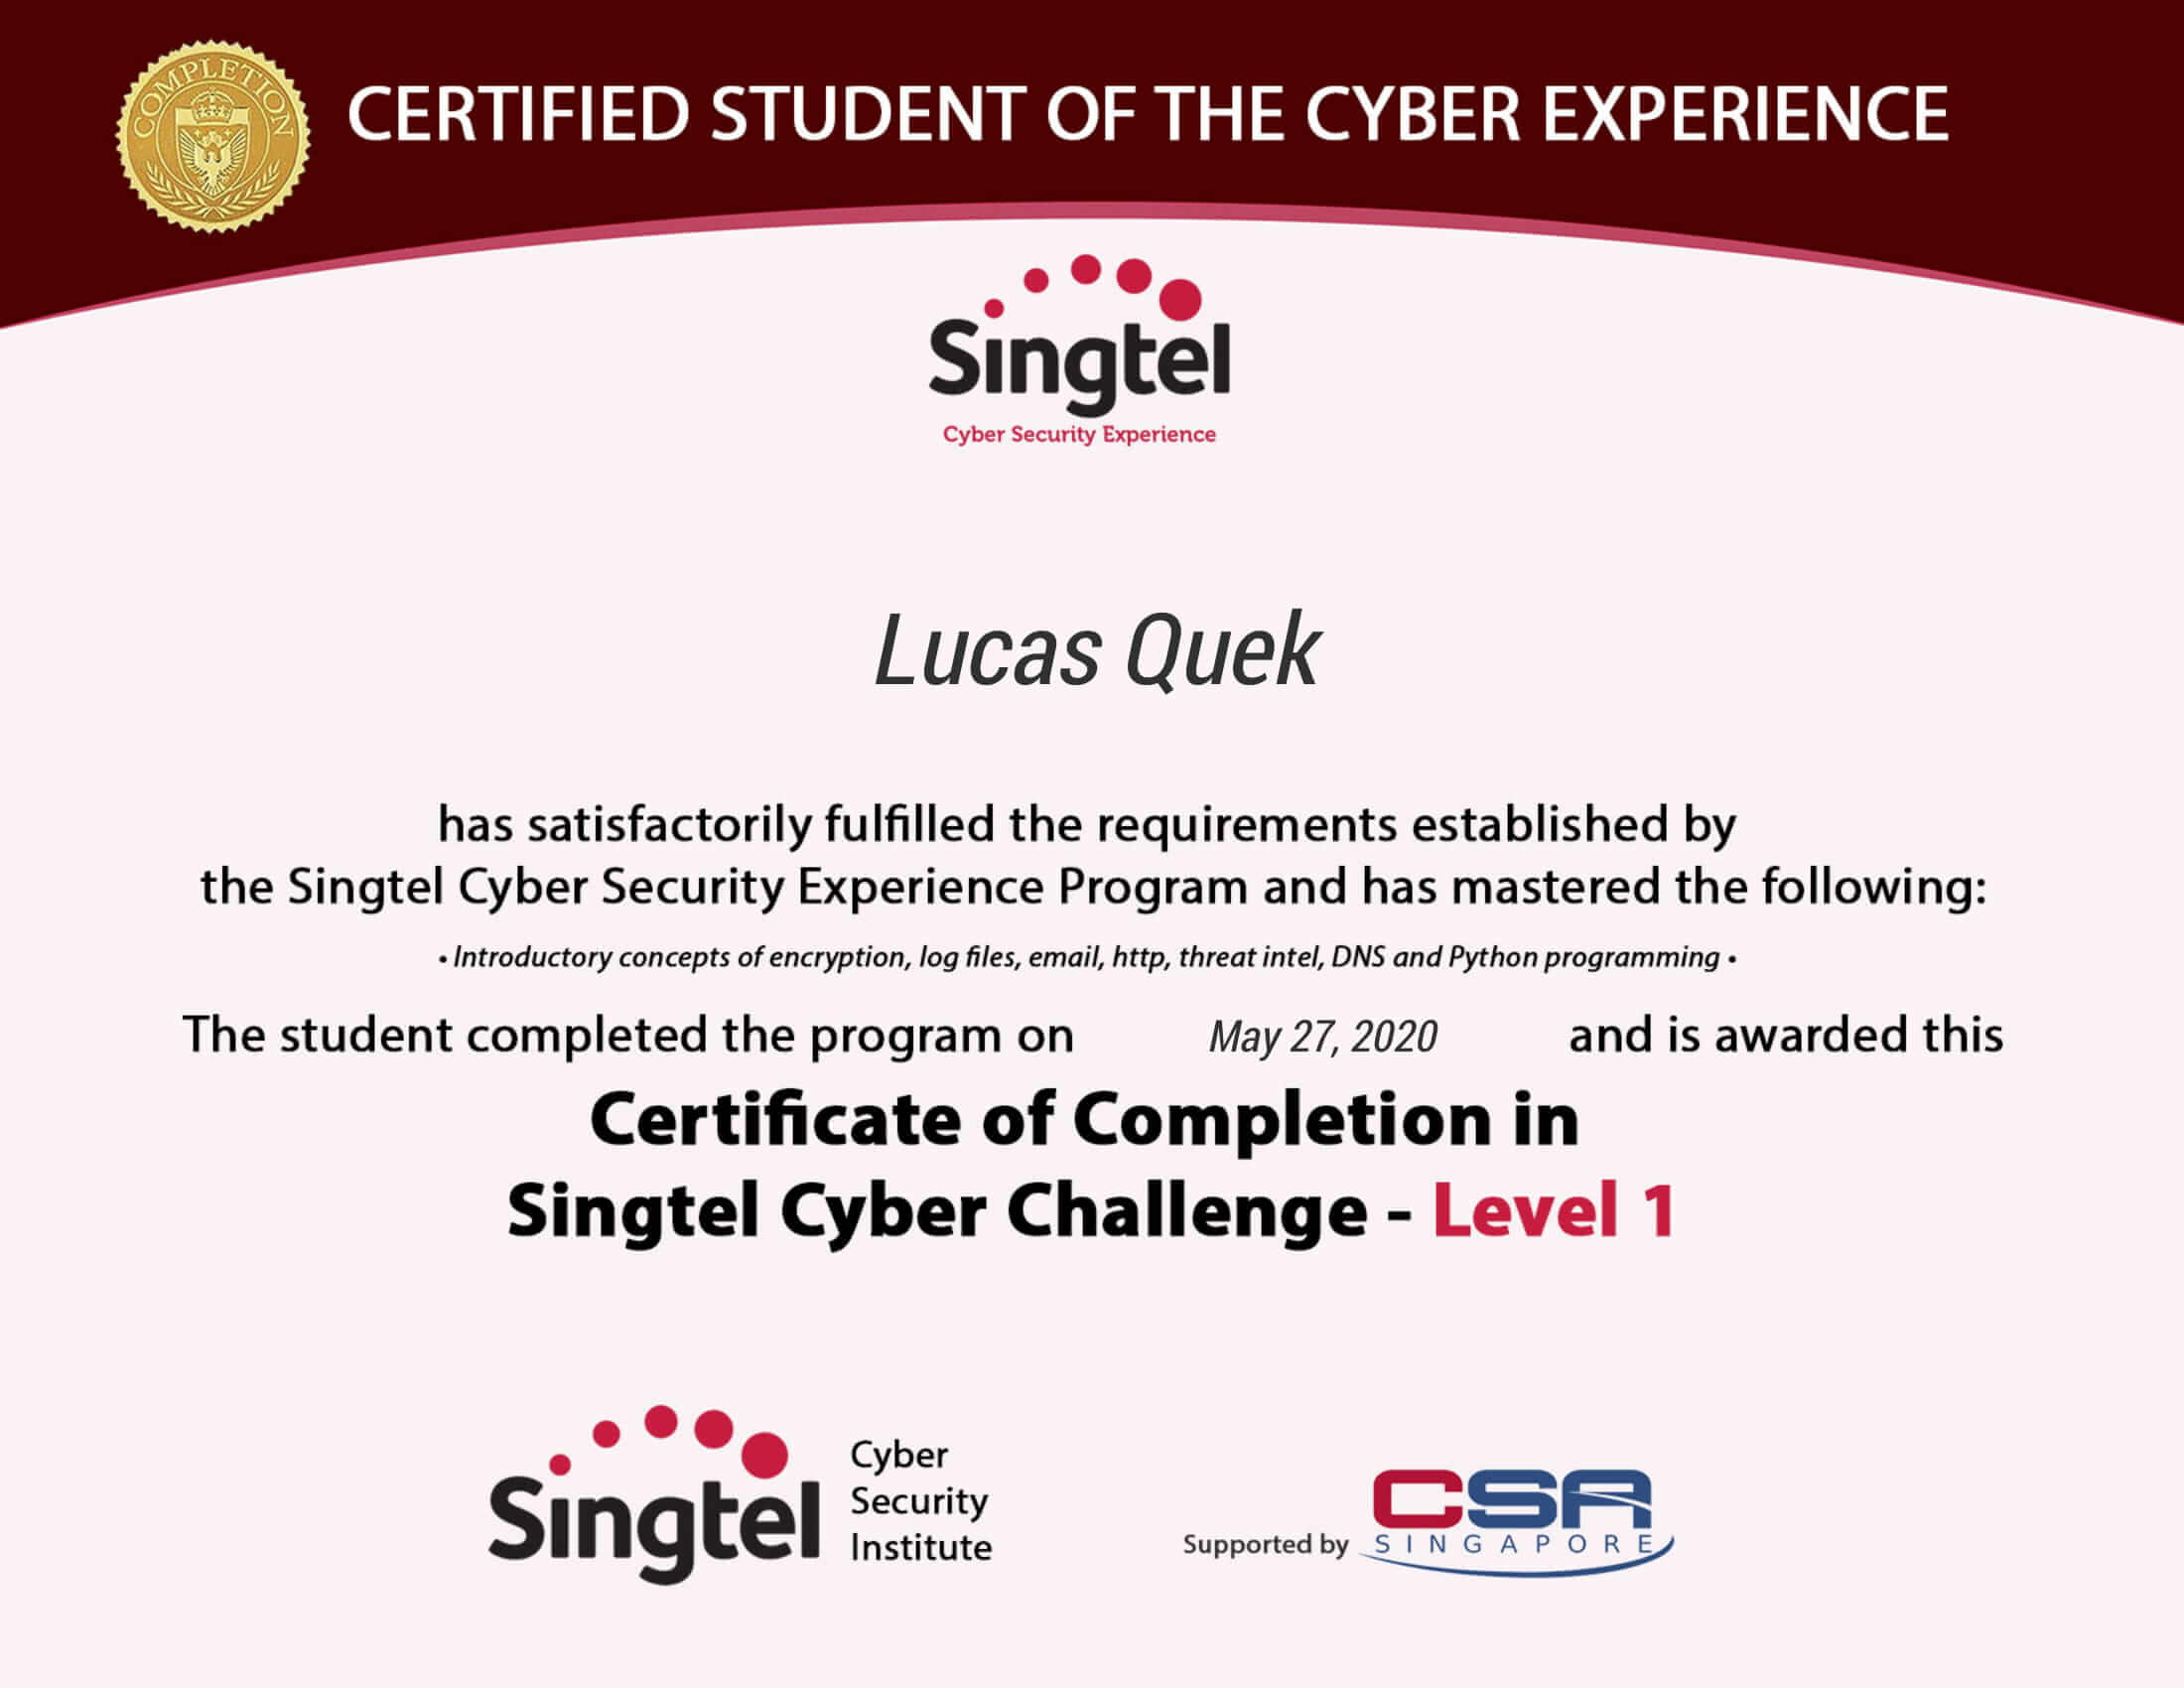 COMPLETION
CERTIFIED STUDENT OF THE CYBER EXPERIENCE
Singtel
Cyber Security Experience
Lucas Quek
has satisfactorily fulfilled the requirements established by
the Singtel Cyber Security Experience Program and has mastered the following:
• Introductory concepts of encryption, log files, email, http, threat intel, DNS and Python programming •
The student completed the program on May 27, 2020 and is awarded this
Certificate of Completion in
Singtel Cyber Challenge - Level 1
Singtel
Cyber
Security
Institute
Supported by
CSA
SINGAPORE